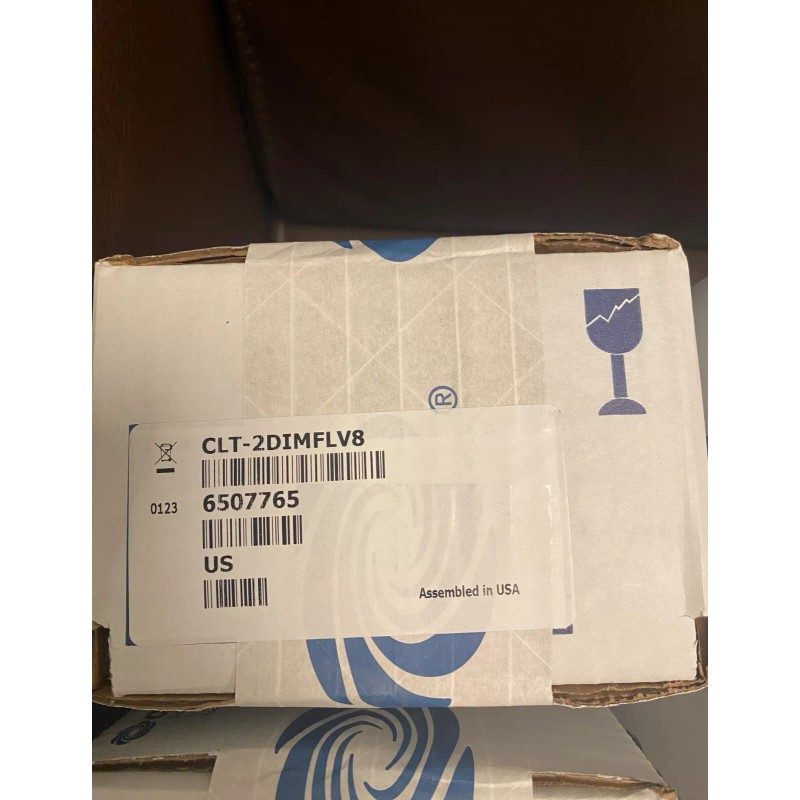 ®
CLT-2DIMFLV8
0123
6507765
US
Assembled in USA